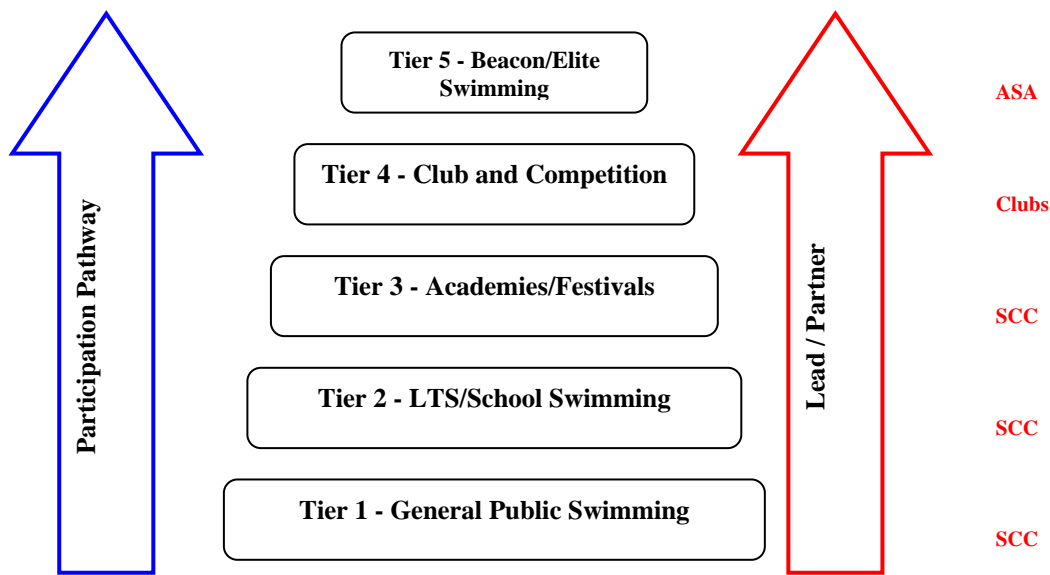 Tier 5 - Beacon/Elite
Swimming
ASA
Tier 4 - Club and Competition
Clubs
Participation Pathway
Lead / Partner
Tier 3 - Academies/Festivals
SCC
Tier 2 - LTS/School Swimming
SCC
Tier 1 - General Public Swimming
SCC